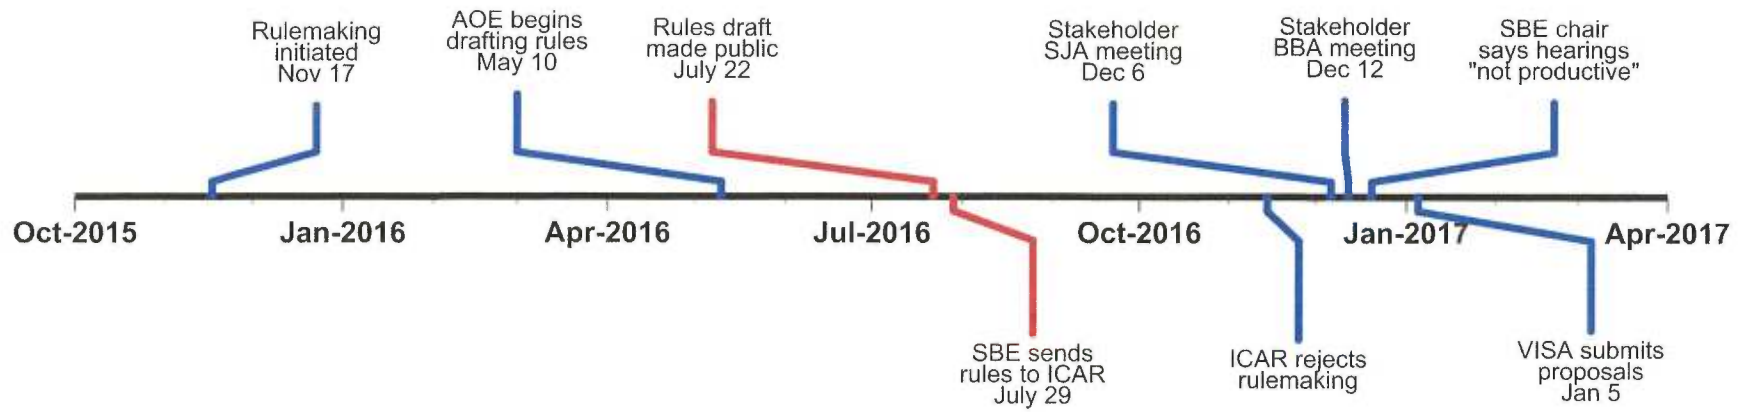 Rulemaking
initiated
Nov 17
AOE begins
drafting rules
May 10
Rules draft
made public
July 22
Stakeholder
SJA meeting
Dec 6
Stakeholder
BBA meeting
Dec 12
SBE chair
says hearings
"not productive"
Oct-2015
Jan-2016
Apr-2016
Jul-2016
Oct-2016
Jan-2017
Apr-2017
SBE sends
rules to ICAR
July 29
ICAR rejects
rulemaking
VISA submits
proposals
Jan 5